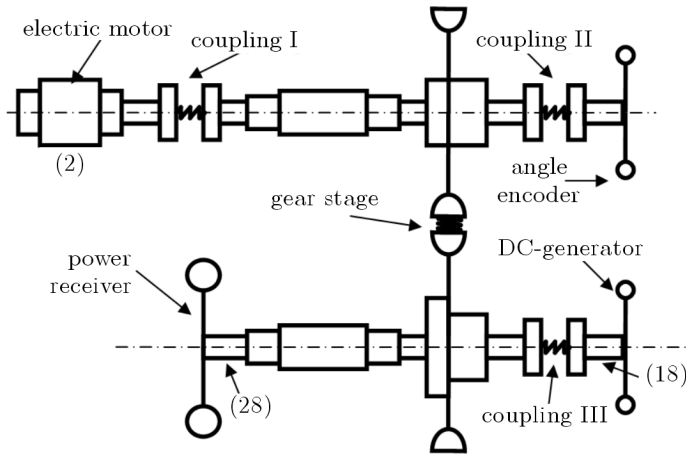 electric motor
coupling I
coupling II
(2)
angle
encoder
gear stage
DC-generator
power
receiver
(18)
(28)
coupling III